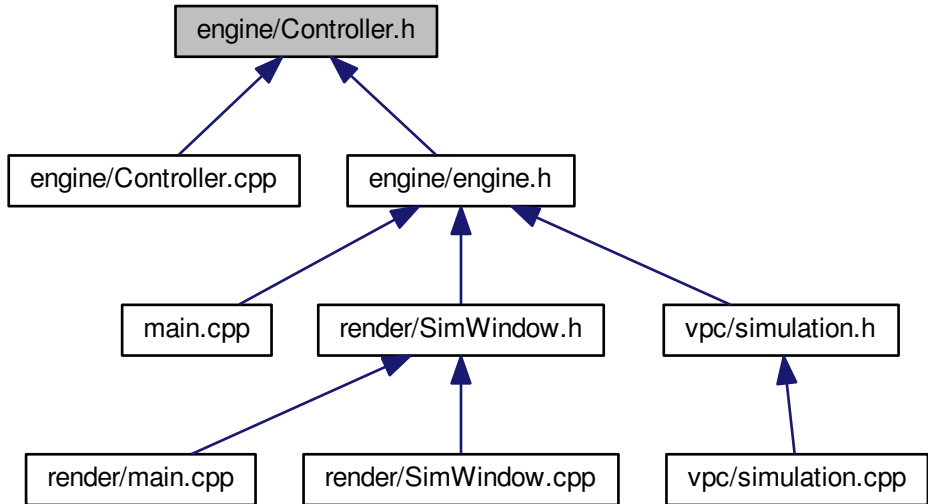 engine/Controller.h
engine/Controller.cpp
engine/engine.h
main.cpp
render/SimWindow.h
vpc/simulation.h
render/main.cpp
render/SimWindow.cpp
vpc/simulation.cpp